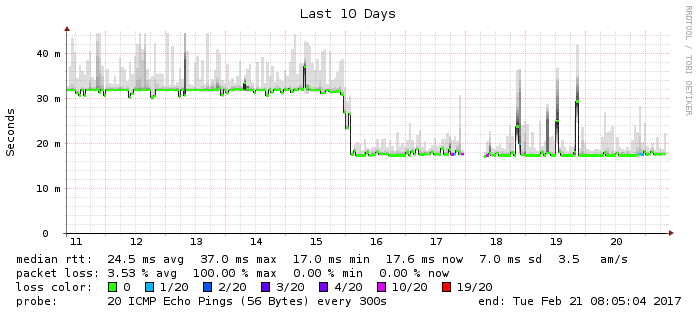 Last 10 Days
RRDTOOL / TOBI OETIKER
Seconds
40 m
30 m
20 m
10 m
0
11 12 13 14 15 16 17 18 19 20
median rtt: 24.5 ms avg 37.0 ms max 17.0 ms min 17.6 ms now 7.0 ms sd 3.5 am/s
packet loss: 3.53 % avg 100.00 % max 0.00 % min 0.00 % now
loss color: 0 1/20 2/20 3/20 4/20 10/20 19/20
probe: 20 ICMP Echo Pings (56 Bytes) every 300s end: Tue Feb 21 08:05:04 2017